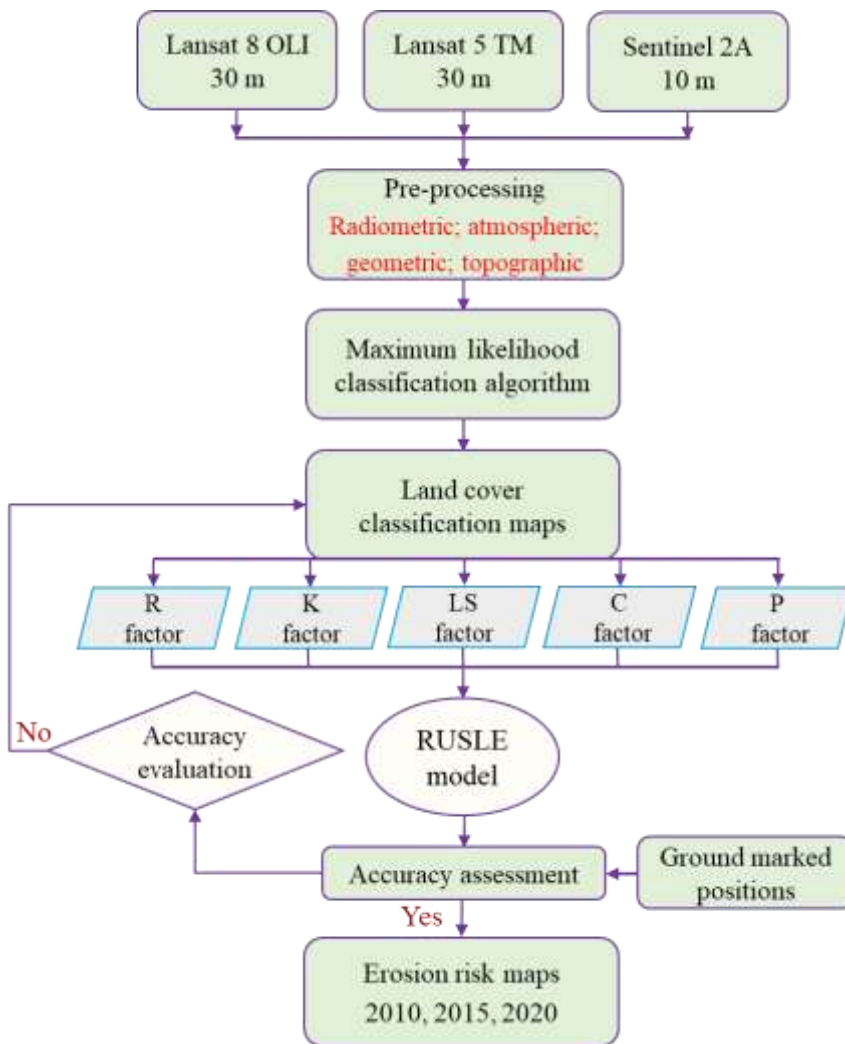 Lansat 8 OLI
30 m
Lansat 5 TM
30 m
Sentinel 2A
10 m
Pre-processing
Radiometric; atmospheric;
geometric; topographic
Maximum likelihood
classification algorithm
Land cover
classification maps
R
factor
K
factor
LS
factor
C
factor
P
factor
No
Accuracy
evaluation
RUSLE
model
Accuracy assessment
Ground marked
positions
Yes
Erosion risk maps
2010, 2015, 2020